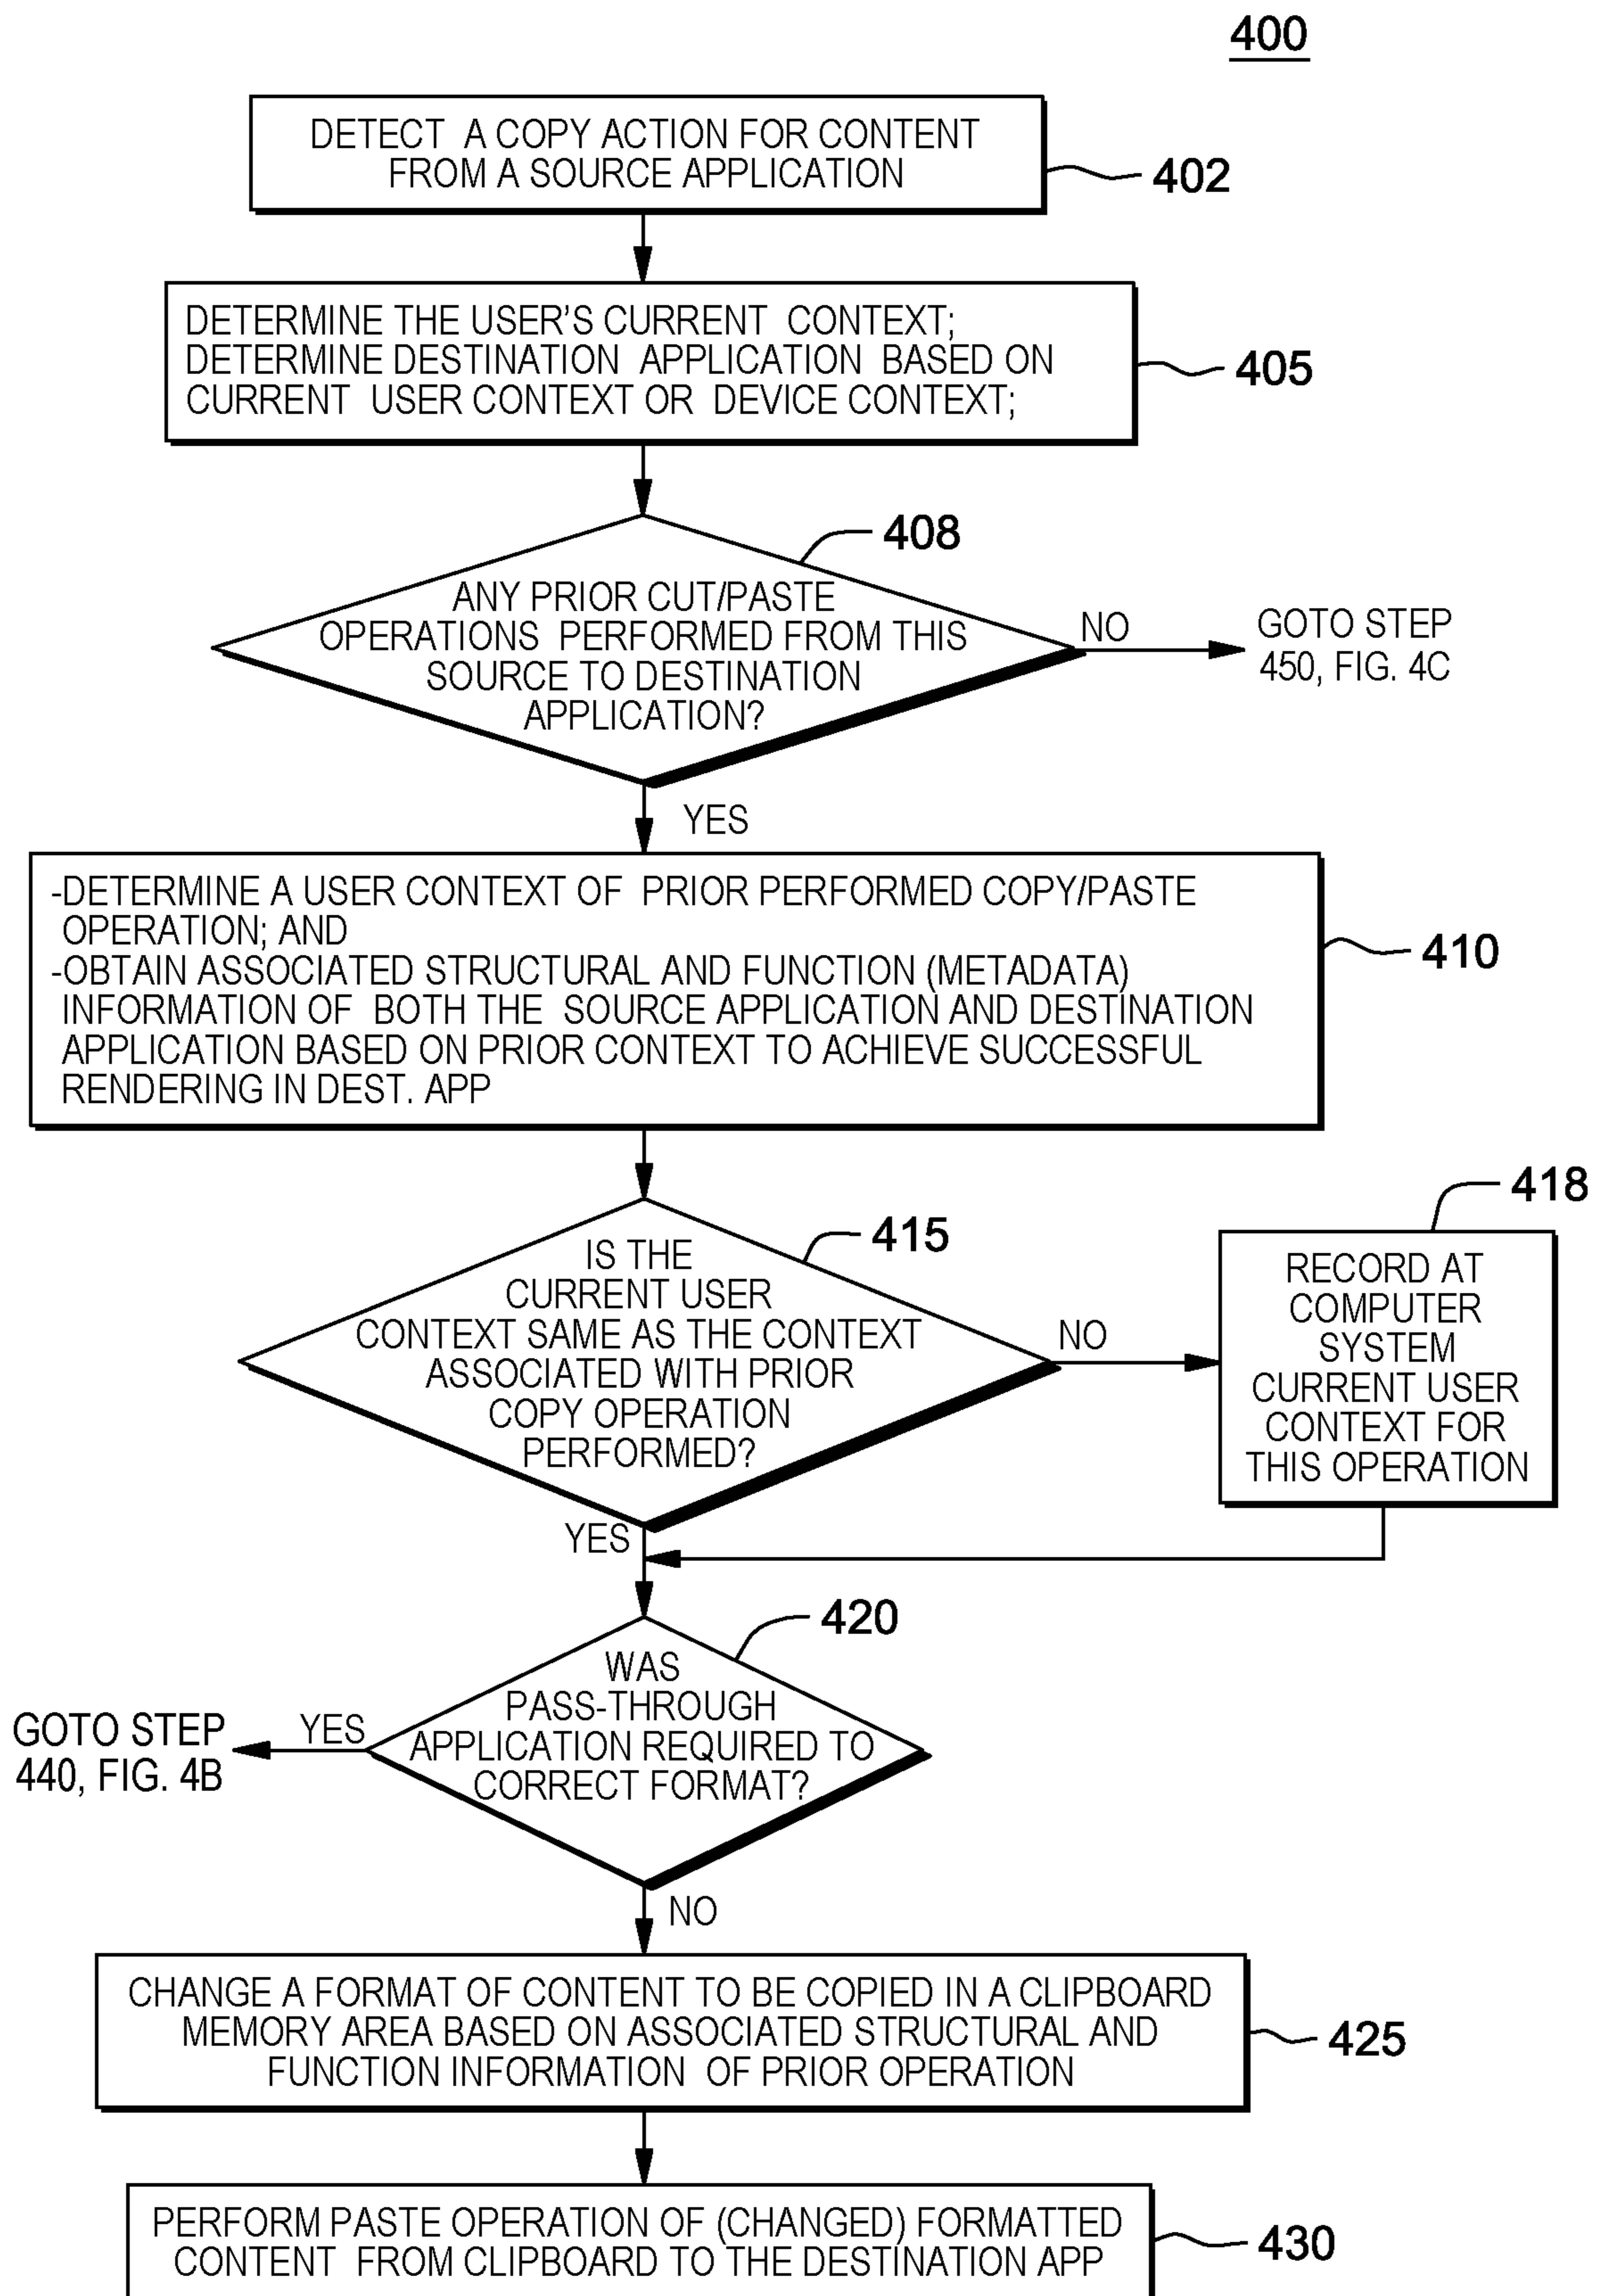 400
DETECT A COPY ACTION FOR CONTENT
FROM A SOURCE APPLICATION
402
DETERMINE THE USER'S CURRENT CONTEXT;
DETERMINE DESTINATION APPLICATION BASED ON
CURRENT USER CONTEXT OR DEVICE CONTEXT;
405
408
ANY PRIOR CUT/PASTE
OPERATIONS PERFORMED FROM THIS
SOURCE TO DESTINATION
APPLICATION?
NO
GOTO STEP
450, FIG. 4C
YES
-DETERMINE A USER CONTEXT OF PRIOR PERFORMED COPY/PASTE
OPERATION; AND
-OBTAIN ASSOCIATED STRUCTURAL AND FUNCTION (METADATA)
INFORMATION OF BOTH THE SOURCE APPLICATION AND DESTINATION
APPLICATION BASED ON PRIOR CONTEXT TO ACHIEVE SUCCESSFUL
RENDERING IN DEST. APP
410
415
IS THE
CURRENT USER
CONTEXT SAME AS THE CONTEXT
ASSOCIATED WITH PRIOR
COPY OPERATION
PERFORMED?
NO
418
RECORD AT
COMPUTER
SYSTEM
CURRENT USER
CONTEXT FOR
THIS OPERATION
YES
420
WAS
PASS-THROUGH
APPLICATION REQUIRED TO
CORRECT FORMAT?
YES
GOTO STEP
440, FIG. 4B
NO
CHANGE A FORMAT OF CONTENT TO BE COPIED IN A CLIPBOARD
MEMORY AREA BASED ON ASSOCIATED STRUCTURAL AND
FUNCTION INFORMATION OF PRIOR OPERATION
425
PERFORM PASTE OPERATION OF (CHANGED) FORMATTED
CONTENT FROM CLIPBOARD TO THE DESTINATION APP
430